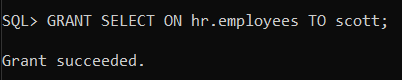 SQL> GRANT SELECT ON hr.employees TO scott;
Grant succeeded.